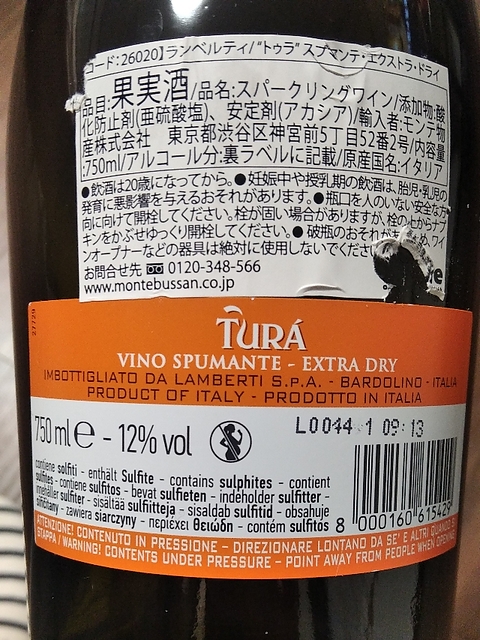 コード:26020】ランベルティ/"トゥラ" スプマンテ・エクストラ・ドライ
品目:果実酒/品名:スパークリングワイン/添加物:酸
化防止剤(亜硫酸塩)、安定剤(アカシア)/輸入者:モンテ物
産株式会社 東京都渋谷区神宮前5丁目52番2号/内容量
:750ml/アルコール分:裏ラベルに記載/原産国名:イタリア
●飲酒は20歳になってから。●妊娠中や授乳期の飲酒は、胎児・乳児の
発育に悪影響を与えるおそれがあります。●瓶口を人のいない安全な方
向に向けて開栓してください。栓が固い場合がありますが、栓の上からナプ
キンをかぶせゆっくり開栓してください。●破瓶のおそれが ワイ
ンオープナーなどの器具は絶対に使用しないでくださ
お問合せ先 0120-348-566
www.montebussan.co.jp
27729
TURÁ
VINO SPUMANTE - EXTRA DRY
IMBOTTIGLIATO DA LAMBERTI S.P.A. - BARDOLINO - ITALIA
PRODUCT OF ITALY - PRODOTTO IN ITALIA
750 ml e - 12% vol
L0044 1 09:13
contiene solfiti - enthält Sulfite - contains sulphites - contient
sulfites - contiene sulfitos - bevat sulfieten - indeholder sulfitter -
innehåller sulfiter - sisältää sulfiitteja - sisaldab sulfitid - obsahuje
siřičitany - zawiera siarczyny - περιέχει θειώδη - contém sulfitos
8 000160 615429
ATTENZIONE! CONTENUTO IN PRESSIONE - DIREZIONARE LONTANO DA SE' E ALTRI QUANDO SI
STAPPA / WARNING! CONTENTS UNDER PRESSURE - POINT AWAY FROM PEOPLE WHEN OPENING